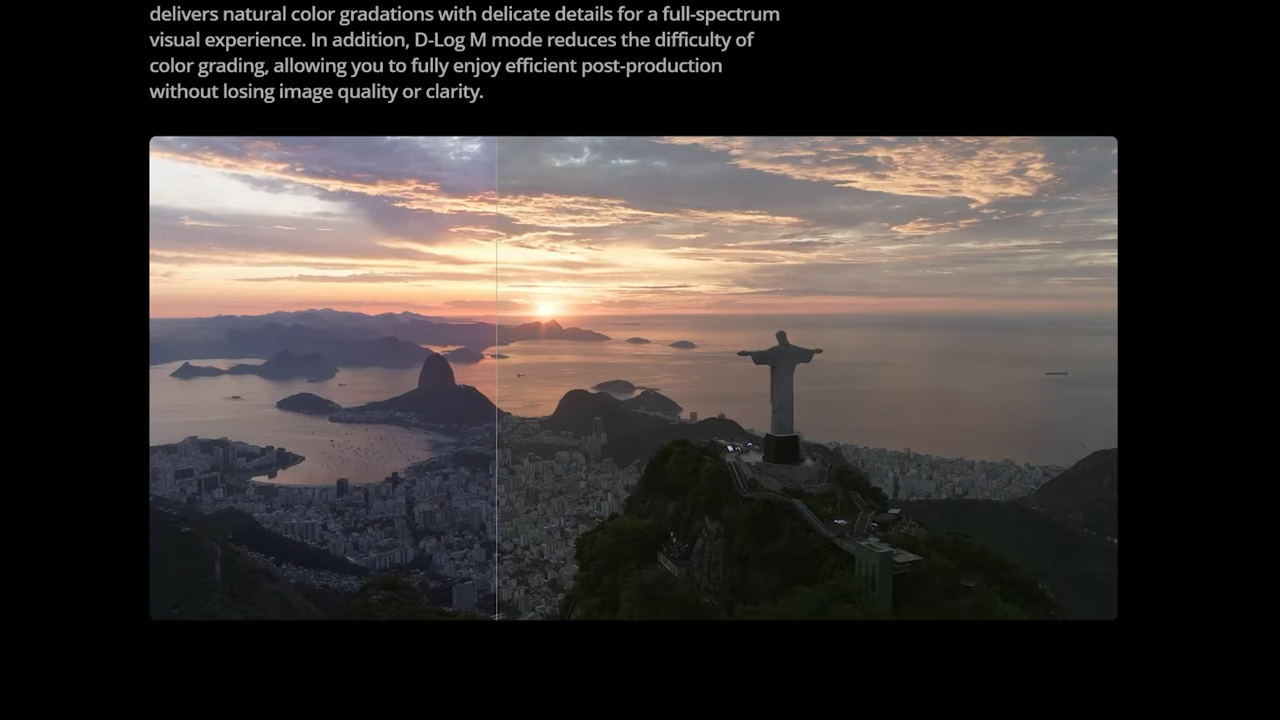 delivers natural color gradations with delicate details for a full-spectrum
visual experience. In addition, D-Log M mode reduces the difficulty of
color grading, allowing you to fully enjoy efficient post-production
without losing image quality or clarity.